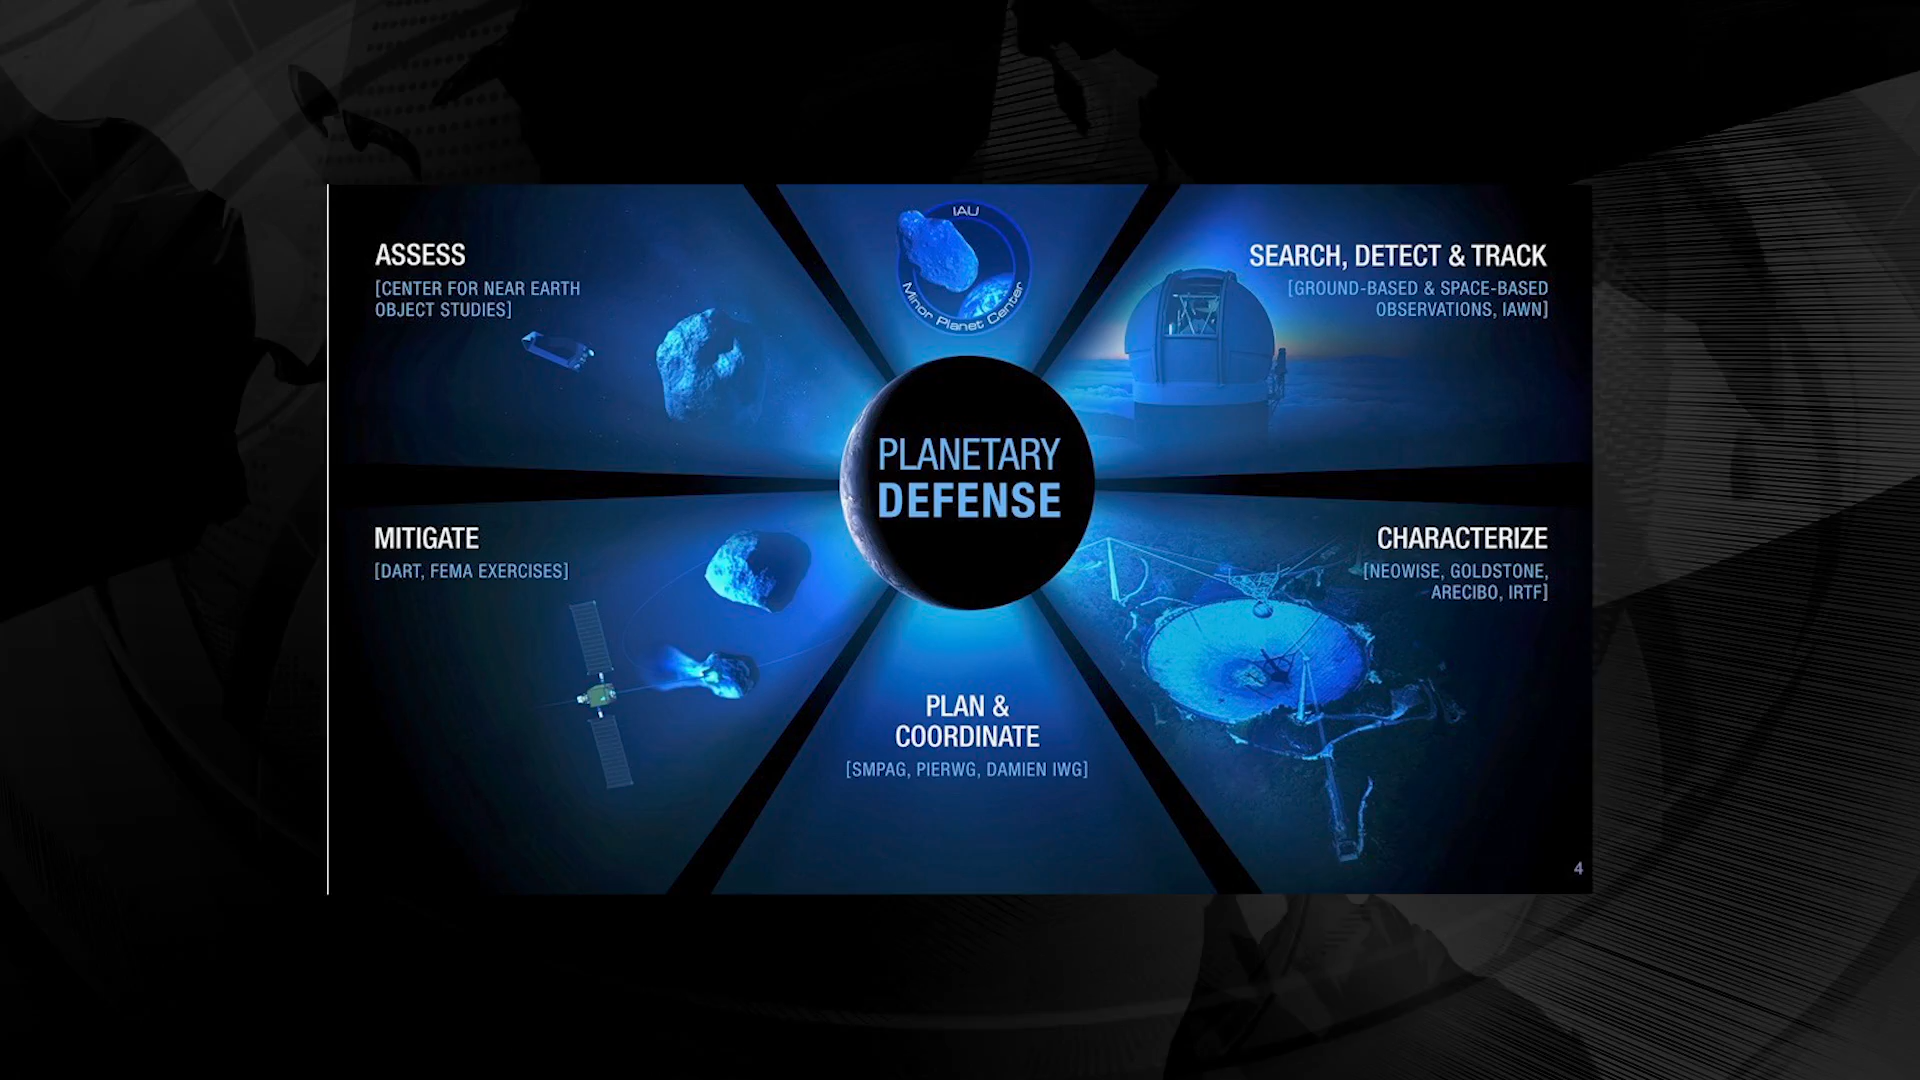 IAU
Minor Planet Center
ASSESS
[CENTER FOR NEAR EARTH
OBJECT STUDIES]
SEARCH, DETECT & TRACK
[GROUND-BASED & SPACE-BASED
OBSERVATIONS, IAWN]
PLANETARY
DEFENSE
MITIGATE
[DART, FEMA EXERCISES]
CHARACTERIZE
[NEOWISE, GOLDSTONE,
ARECIBO, IRTF]
PLAN &
COORDINATE
[SMPAG, PIERWG, DAMIEN IWG]
4